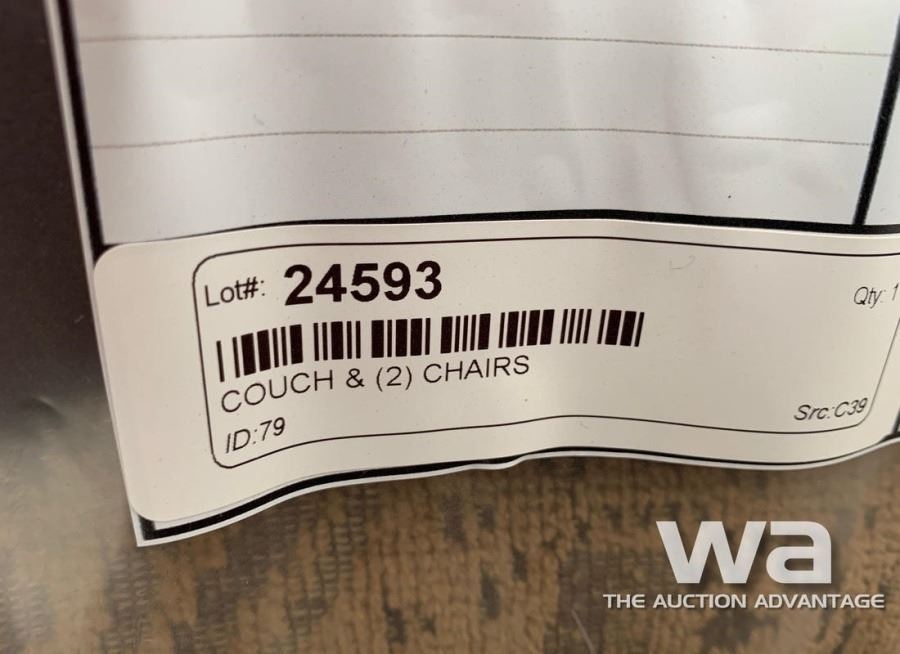 Lot#: 24593
Qty: 1
COUCH & (2) CHAIRS
ID:79
Src:C39
wa
THE AUCTION ADVANTAGE